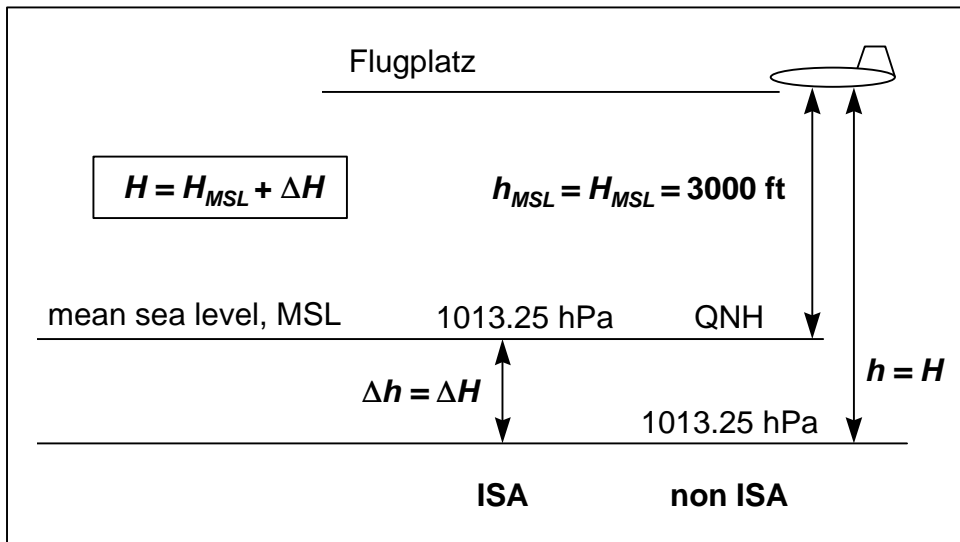 Flugplatz
H = H_MSL + ΔH
h_MSL = H_MSL = 3000 ft
mean sea level, MSL 1013.25 hPa QNH
Δh = ΔH
h = H
1013.25 hPa
ISA non ISA